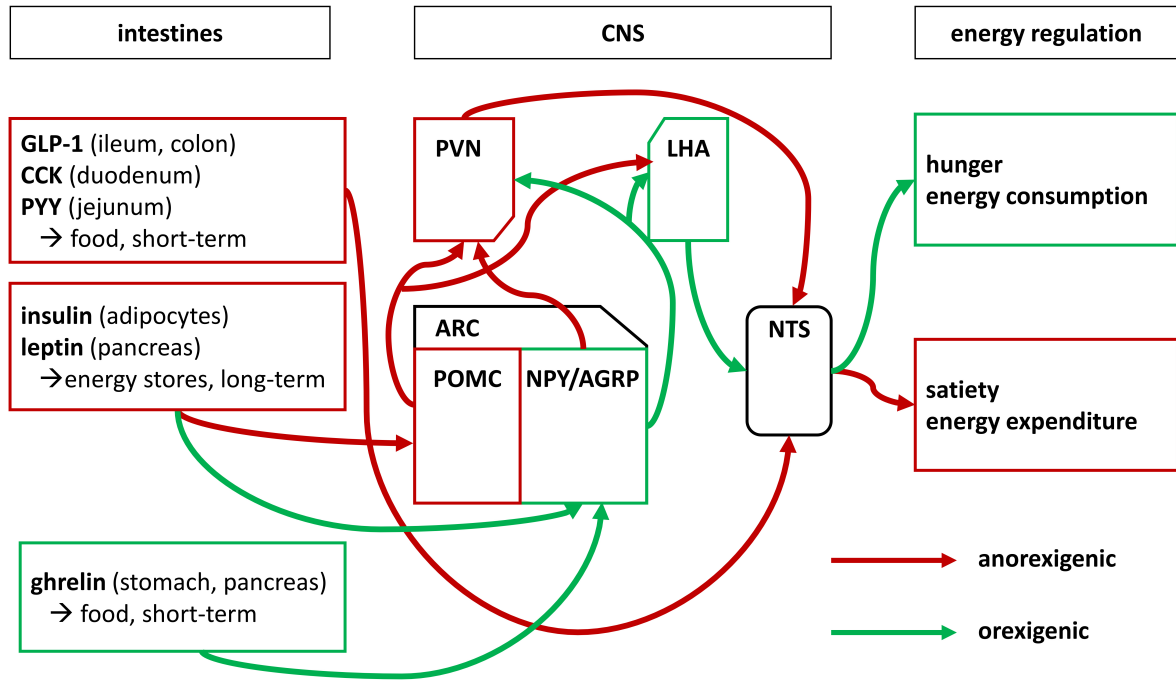 intestines
CNS
energy regulation
GLP-1 (ileum, colon)
CCK (duodenum)
PYY (jejunum)
→ food, short-term
insulin (adipocytes)
leptin (pancreas)
→energy stores, long-term
ghrelin (stomach, pancreas)
→ food, short-term
PVN
LHA
ARC
POMC
NPY/AGRP
NTS
hunger
energy consumption
satiety
energy expenditure
anorexigenic
orexigenic